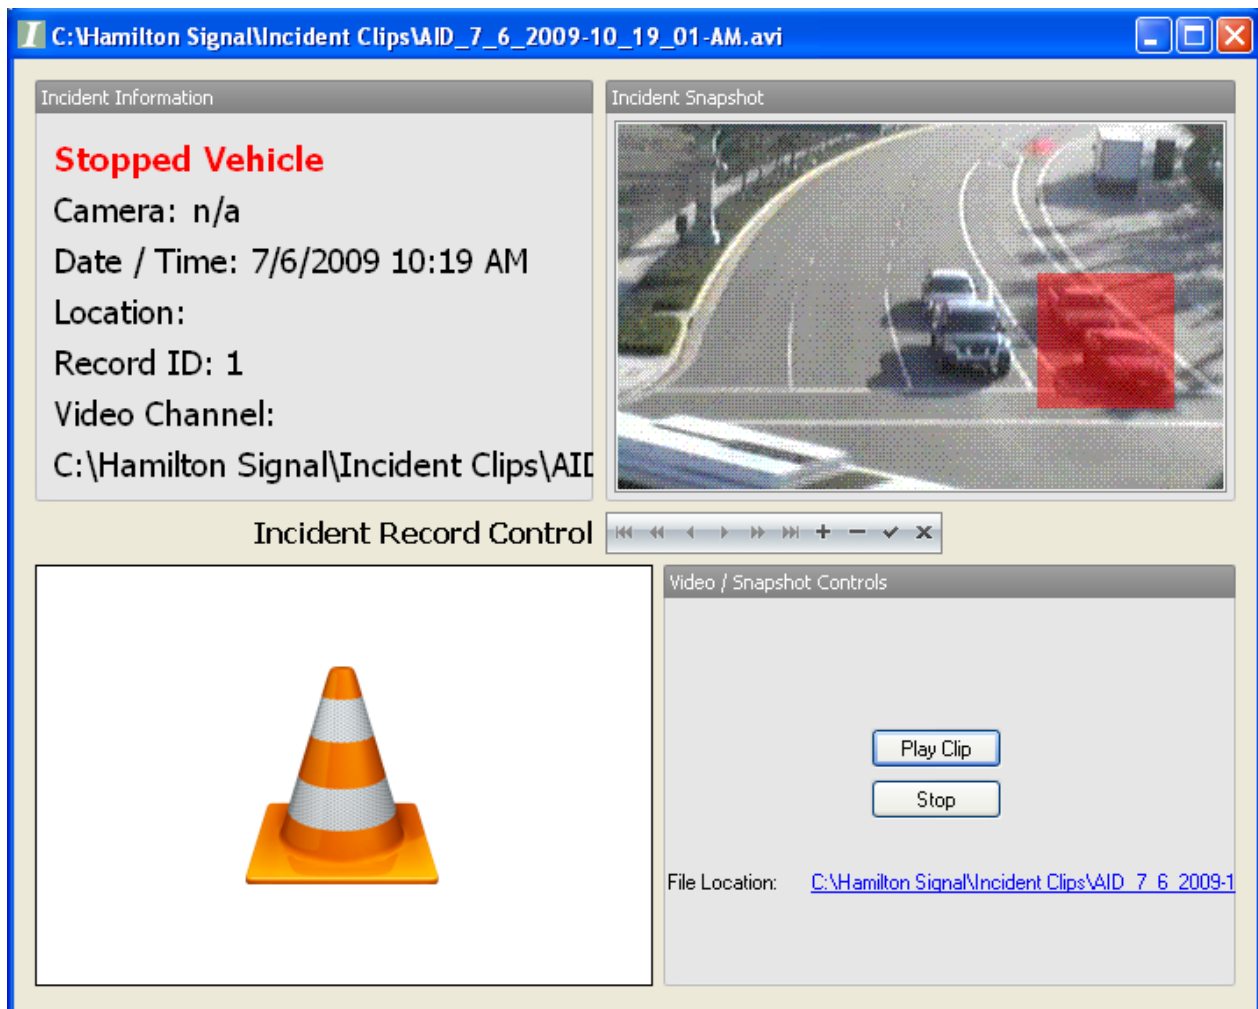 C:\Hamilton Signal\Incident Clips\AID_7_6_2009-10_19_01-AM.avi
Incident Information
Stopped Vehicle
Camera: n/a
Date / Time: 7/6/2009 10:19 AM
Location:
Record ID: 1
Video Channel:
C:\Hamilton Signal\Incident Clips\AID
Incident Snapshot
Incident Record Control
Video / Snapshot Controls
Play Clip
Stop
File Location: C:\Hamilton Signal\Incident Clips\AID_7_6_2009-1